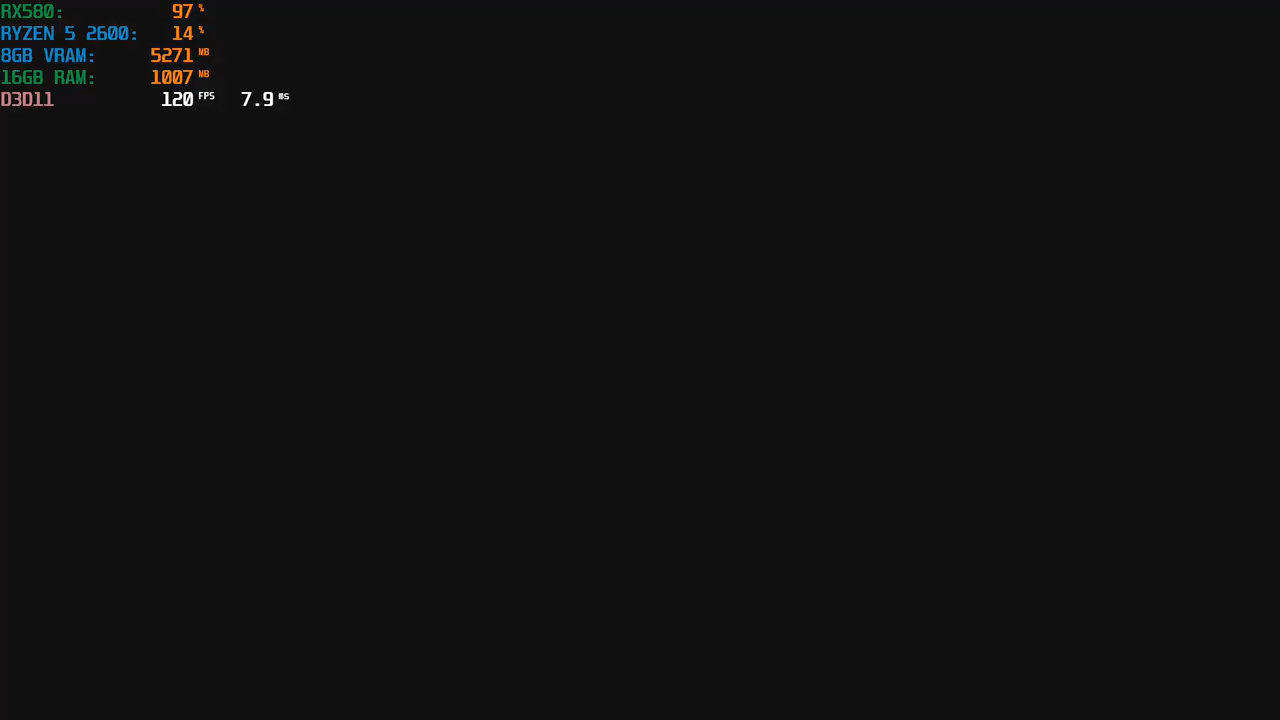 RX580: 97 %
RYZEN 5 2600: 14 %
8GB VRAM: 5271 MB
16GB RAM: 1007 MB
D3D11 120 FPS 7.9 ms